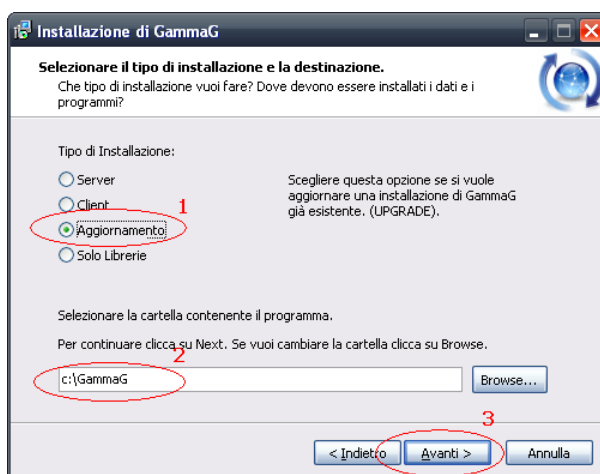 Installazione di GammaG
Selezionare il tipo di installazione e la destinazione.
Che tipo di installazione vuoi fare? Dove devono essere installati i dati e i
programmi?
Tipo di Installazione:
Server
Client
1
Aggiornamento
Solo Librerie
Scegliere questa opzione se si vuole
aggiornare una installazione di GammaG
già esistente. (UPGRADE).
Selezionare la cartella contenente il programma.
Per continuare clicca su Next. Se vuoi cambiare la cartella clicca su Browse.
2
c:\GammaG
Browse...
3
< Indietro
Avanti >
Annulla